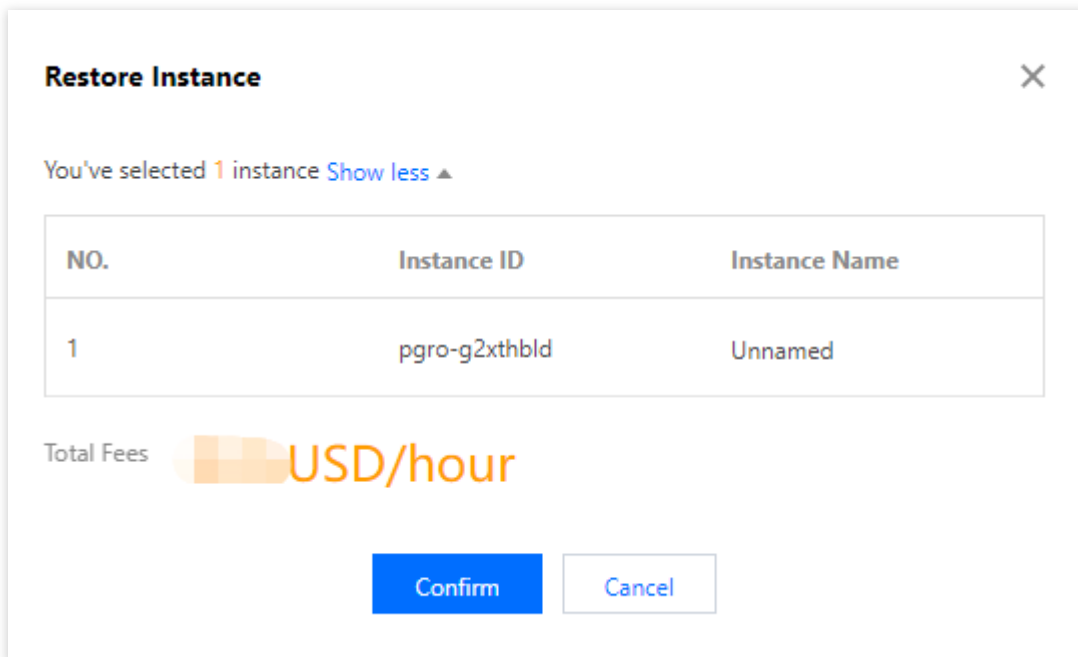 Restore Instance
You've selected 1 instance Show less
NO. Instance ID Instance Name
1 pgro-g2xthbld Unnamed
Total Fees USD/hour
Confirm Cancel